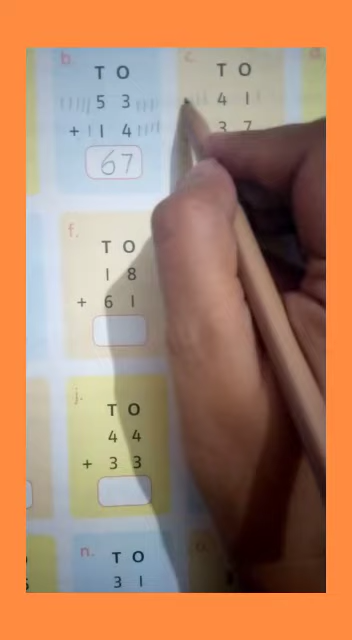 b.
T O
5 3
+ 1 4
67
c.
T O
4 1
3 7
f.
T O
1 8
+ 6 1
j.
T O
4 4
+ 3 3
n.
T O
3 1